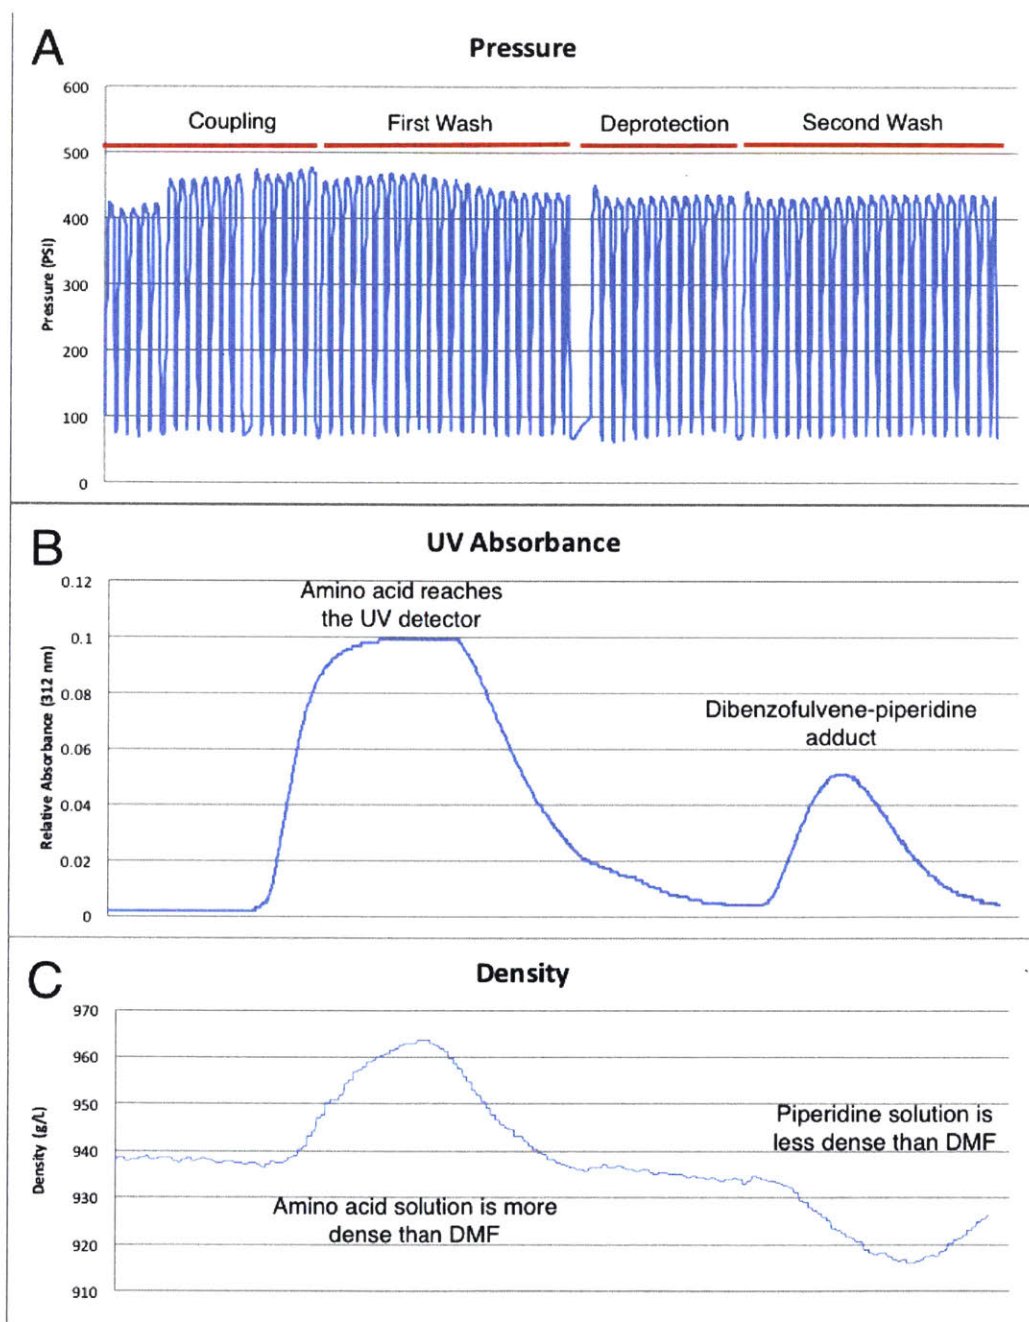 A
Pressure
600
Coupling
First Wash
Deprotection
Second Wash
500
400
300
200
100
0
Pressure (PSI)
B
UV Absorbance
0.12
Amino acid reaches
the UV detector
0.1
0.08
Dibenzofulvene-piperidine
adduct
0.06
0.04
0.02
0
Relative Absorbance (312 nm)
C
Density
970
960
950
Piperidine solution is
less dense than DMF
940
930
Amino acid solution is more
dense than DMF
920
910
Density (g/L)